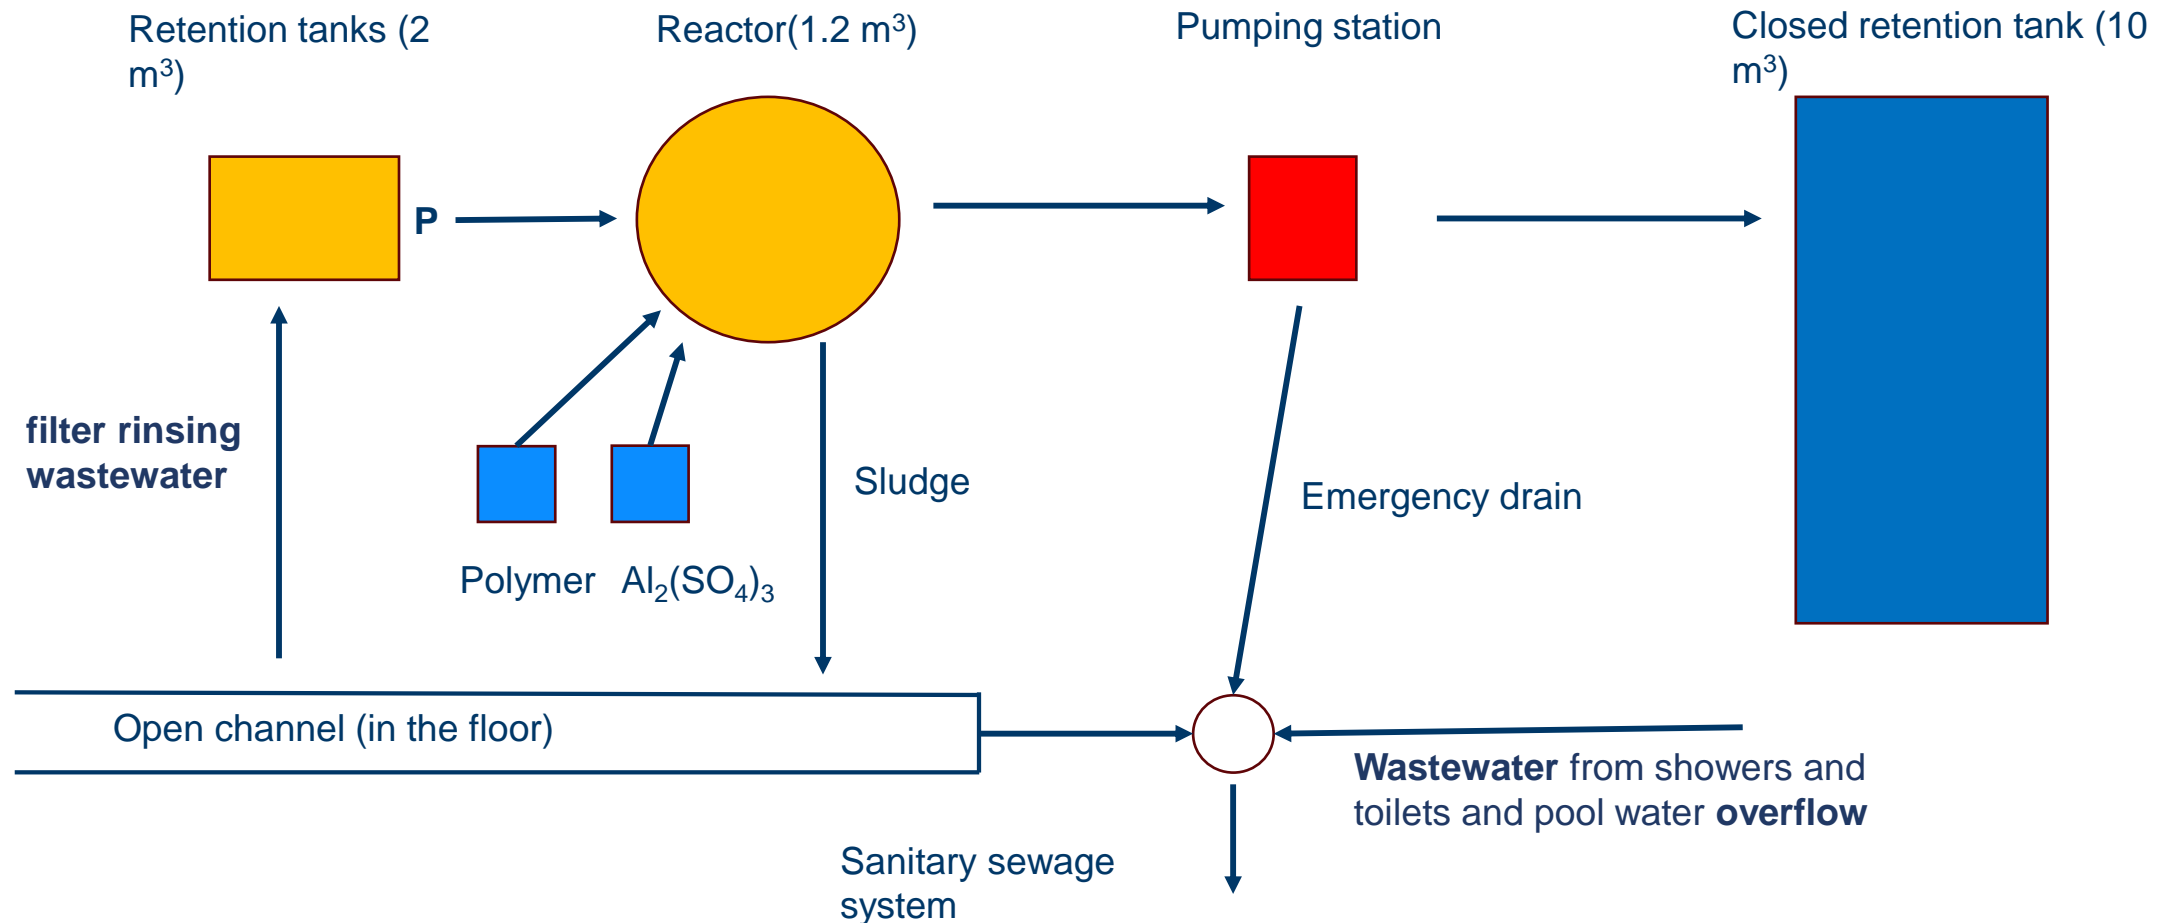 Retention tanks (2
m³)
Reactor(1.2 m³)
Pumping station
Closed retention tank (10
m³)
P
filter rinsing
wastewater
Sludge
Emergency drain
Polymer
Al₂(SO₄)₃
Open channel (in the floor)
Wastewater from showers and
toilets and pool water overflow
Sanitary sewage
system